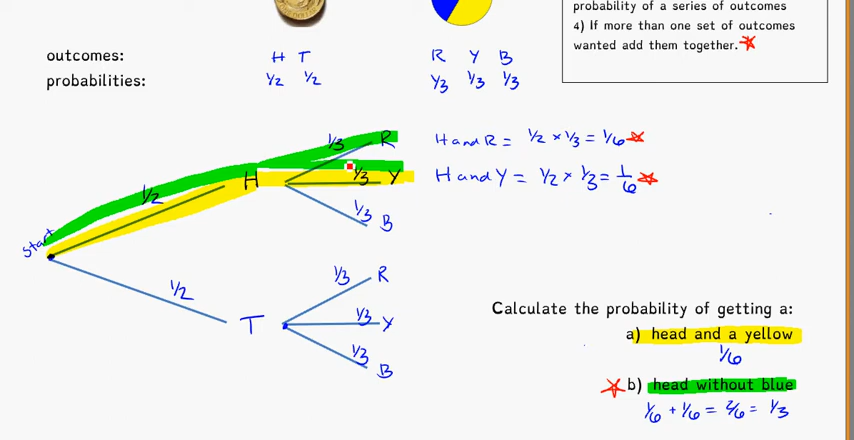 probability of a series of outcomes
4) If more than one set of outcomes
wanted add them together.
outcomes: H T R Y B
probabilities: 1/2 1/2 1/3 1/3 1/3
1/3 R
H and R = 1/2 x 1/3 = 1/6
1/2 H 1/3 Y
H and Y = 1/2 x 1/3 = 1/6
1/3 B
Start
1/3 R
1/2 T 1/3 Y
1/3 B
Calculate the probability of getting a:
a) head and a yellow
1/6
b) head without blue
1/6 + 1/6 = 2/6 = 1/3